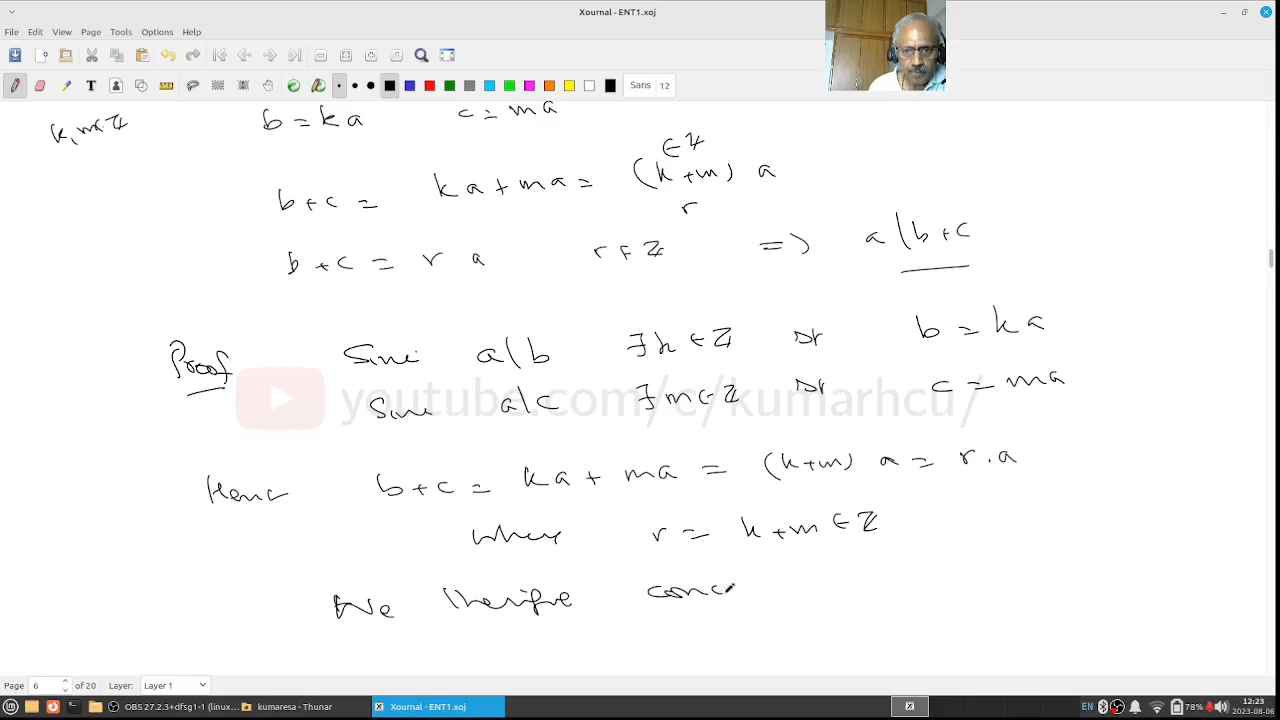 Xournal - ENT1.xoj
File Edit View Page Tools Options Help
Sans 12
k, m ∈ ℤ b = ka c = ma
∈ ℤ
b + c = ka + ma = (k + m) a
r
b + c = r a r ∈ ℤ => a | b + c
Proof Since a | b ∃ k ∈ ℤ st b = ka
Since a | c ∃ m ∈ ℤ st c = ma
youtube.com/c/kumarhcu/
Hence b + c = ka + ma = (k + m) a = r . a
where r = k + m ∈ ℤ
We therefore conc
Page 6 of 20 Layer: Layer 1
OBS 27.2.3+dfsg1-1 (linux... kumaresa - Thunar Xournal - ENT1.xoj EN 78% 12:23
2023-08-06